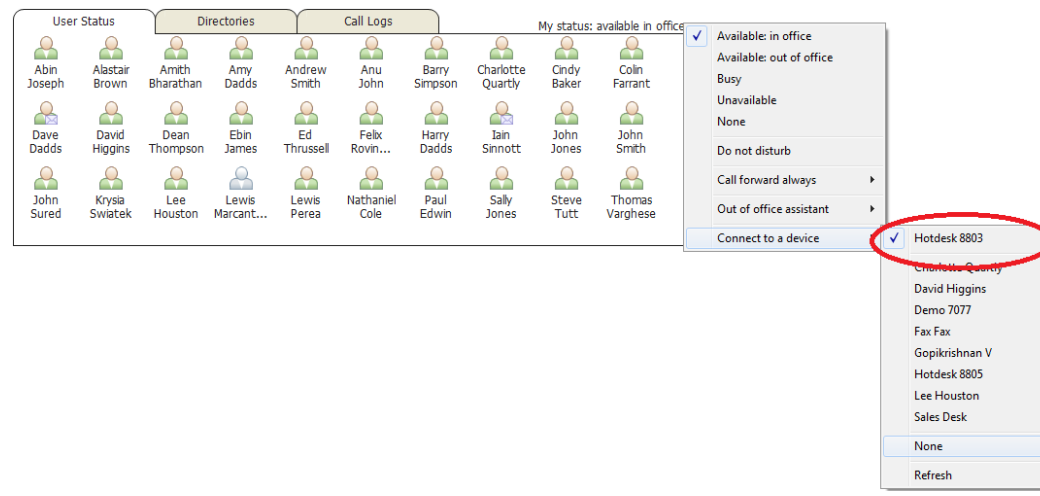 User Status Directories Call Logs My status: available in office
Abin Alastair Amith Amy Andrew Anu Barry Charlotte Cindy Colin
Joseph Brown Bharathan Dadds Smith John Simpson Quartly Baker Farrant
Dave David Dean Ebin Ed Felix Harry Iain John John
Dadds Higgins Thompson James Thrussell Rovin... Dadds Sinnott Jones Smith
John Krysia Lee Lewis Lewis Nathaniel Paul Sally Steve Thomas
Sured Swiatek Houston Marcant... Perea Cole Edwin Jones Tutt Varghese
Available: in office
Available: out of office
Busy
Unavailable
None
Do not disturb
Call forward always
Out of office assistant
Connect to a device
Hotdesk 8803
Charlotte Quartly
David Higgins
Demo 7077
Fax Fax
Gopikrishnan V
Hotdesk 8805
Lee Houston
Sales Desk
None
Refresh